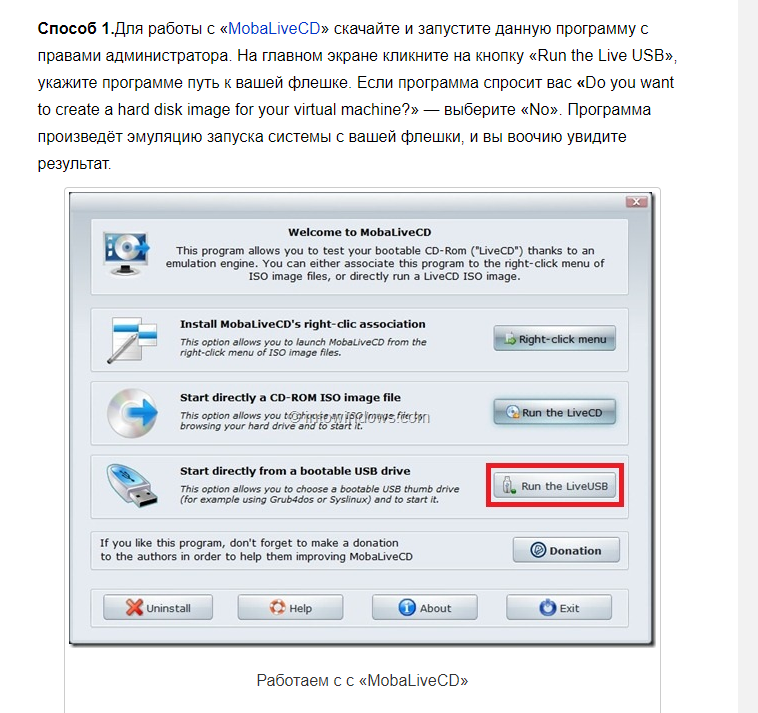 Способ 1.Для работы с «MobaLiveCD» скачайте и запустите данную программу с
правами администратора. На главном экране кликните на кнопку «Run the Live USB»,
укажите программе путь к вашей флешке. Если программа спросит вас «Do you want
to create a hard disk image for your virtual machine?» — выберите «No». Программа
произведёт эмуляцию запуска системы с вашей флешки, и вы воочию увидите
результат.
Welcome to MobaLiveCD
This program allows you to test your bootable CD-Rom ("LiveCD") thanks to an
emulation engine. You can either associate this program to the right-click menu of
ISO image files, or directly run a LiveCD ISO image.
Install MobaLiveCD's right-clic association
This option allows you to launch MobaLiveCD from the
right-click menu of ISO image files.
Right-click menu
Start directly a CD-ROM ISO image file
This option allows you to choose an ISO image file by
browsing your hard drive and to start it.
Run the LiveCD
Start directly from a bootable USB drive
This option allows you to choose a bootable USB thumb drive
(for example using Grub4dos or Syslinux) and to start it.
Run the LiveUSB
If you like this program, don't forget to make a donation
to the authors in order to help them improving MobaLiveCD
Donation
Uninstall
Help
About
Exit
Работаем с с «MobaLiveCD»